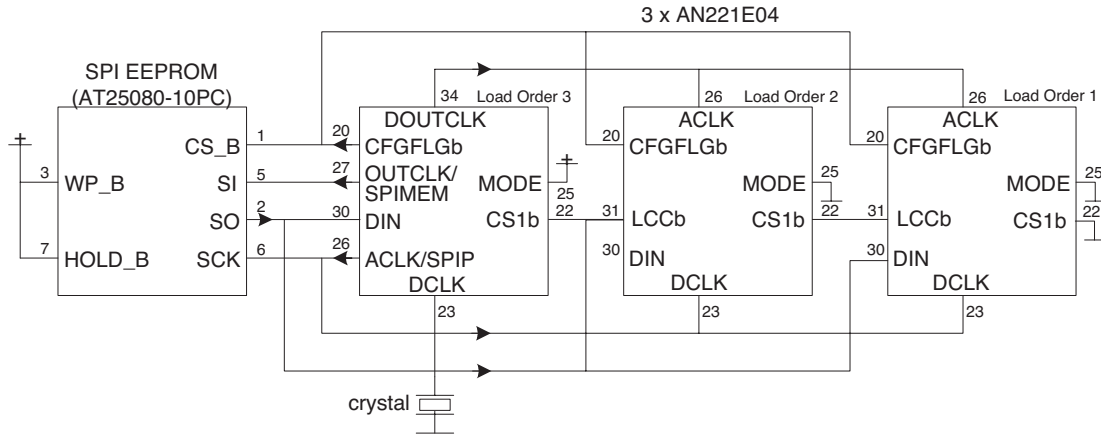 3 x AN221E04
SPI EEPROM
(AT25080-10PC)
CS_B
1
3
WP_B
SI
5
SO
2
7
HOLD_B
SCK
6
34
Load Order 3
DOUTCLK
20
CFGFLGb
27
OUTCLK/
SPIMEM
MODE
25
30
DIN
CS1b
22
26
ACLK/SPIP
DCLK
23
crystal
26
Load Order 2
ACLK
20
CFGFLGb
MODE
25
31
LCCb
CS1b
22
30
DIN
DCLK
23
26
Load Order 1
ACLK
20
CFGFLGb
MODE
25
31
LCCb
CS1b
22
30
DIN
DCLK
23